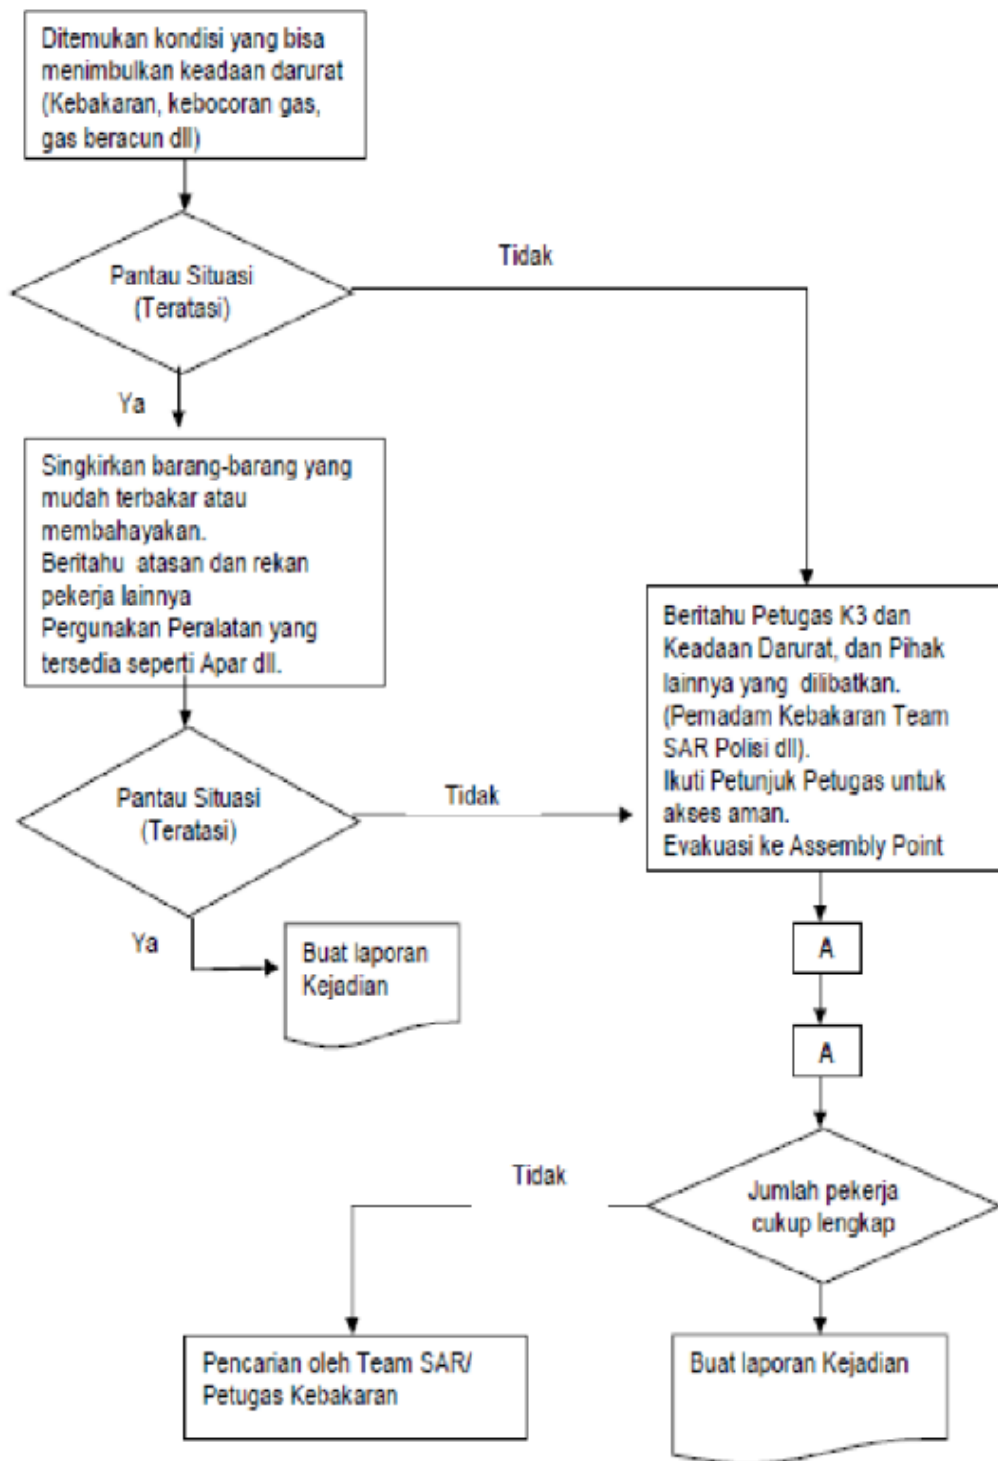 Ditemukan kondisi yang bisa
menimbulkan keadaan darurat
(Kebakaran, kebocoran gas,
gas beracun dll)
Pantau Situasi
(Teratasi)
Tidak
Ya
Singkirkan barang-barang yang
mudah terbakar atau
membahayakan.
Beritahu atasan dan rekan
pekerja lainnya
Pergunakan Peralatan yang
tersedia seperti Apar dll.
Pantau Situasi
(Teratasi)
Tidak
Beritahu Petugas K3 dan
Keadaan Darurat, dan Pihak
lainnya yang dilibatkan.
(Pemadam Kebakaran Team
SAR Polisi dll).
Ikuti Petunjuk Petugas untuk
akses aman.
Evakuasi ke Assembly Point
Ya
Buat laporan
Kejadian
A
A
Jumlah pekerja
cukup lengkap
Tidak
Pencarian oleh Team SAR/
Petugas Kebakaran
Buat laporan Kejadian